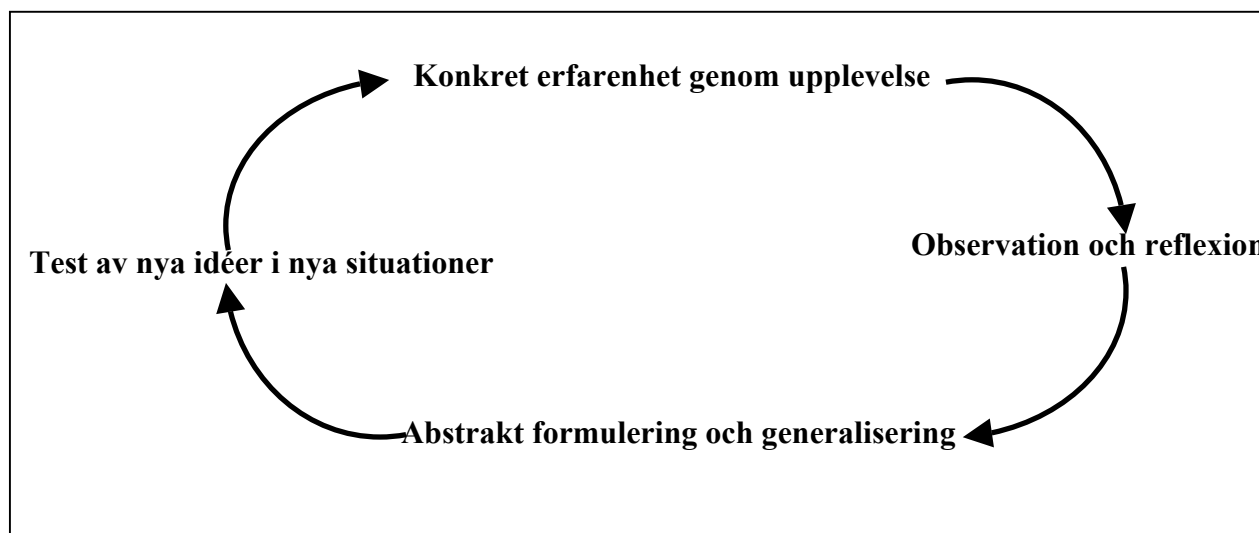 Konkret erfarenhet genom upplevelse
Observation och reflexion
Test av nya idéer i nya situationer
Abstrakt formulering och generalisering